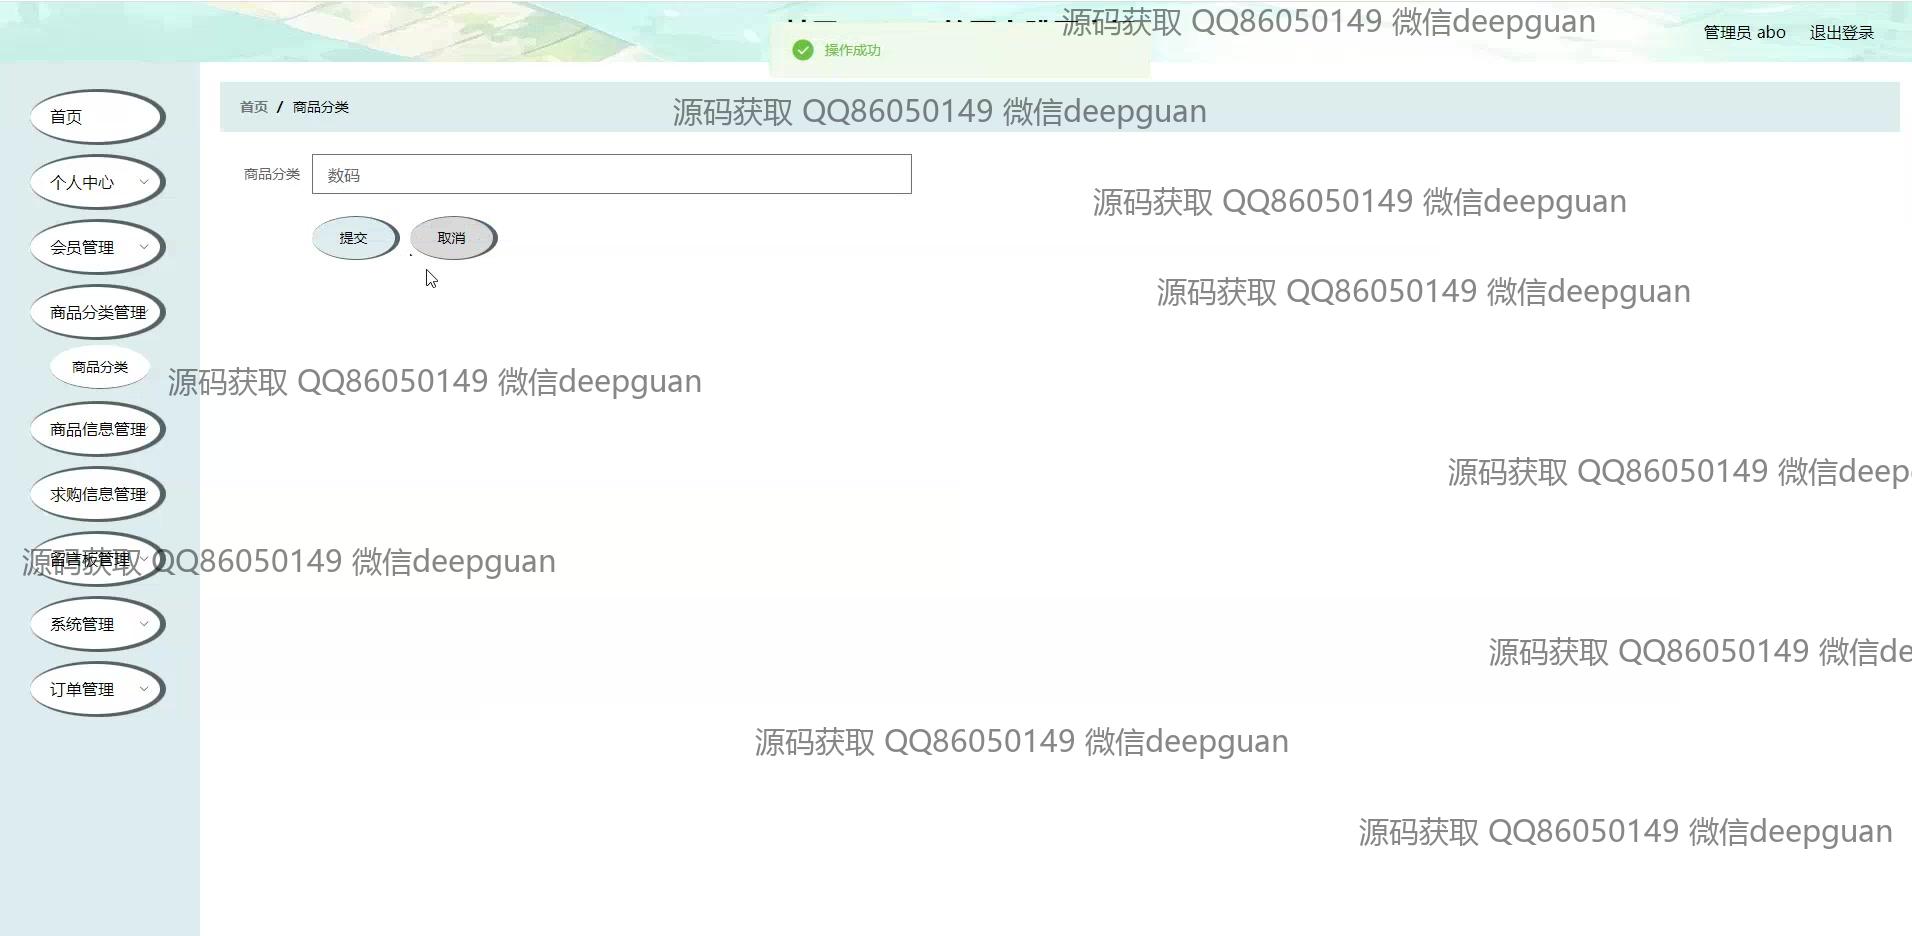 源码获取 QQ86050149 微信deepguan
管理员 abo 退出登录
操作成功
首页 / 商品分类
源码获取 QQ86050149 微信deepguan
首页
商品分类 数码
个人中心
源码获取 QQ86050149 微信deepguan
提交 取消
会员管理
源码获取 QQ86050149 微信deepguan
商品分类管理
商品分类
源码获取 QQ86050149 微信deepguan
商品信息管理
源码获取 QQ86050149 微信deep
求购信息管理
留言板管理
源码获取 QQ86050149 微信deepguan
系统管理
源码获取 QQ86050149 微信de
订单管理
源码获取 QQ86050149 微信deepguan
源码获取 QQ86050149 微信deepguan